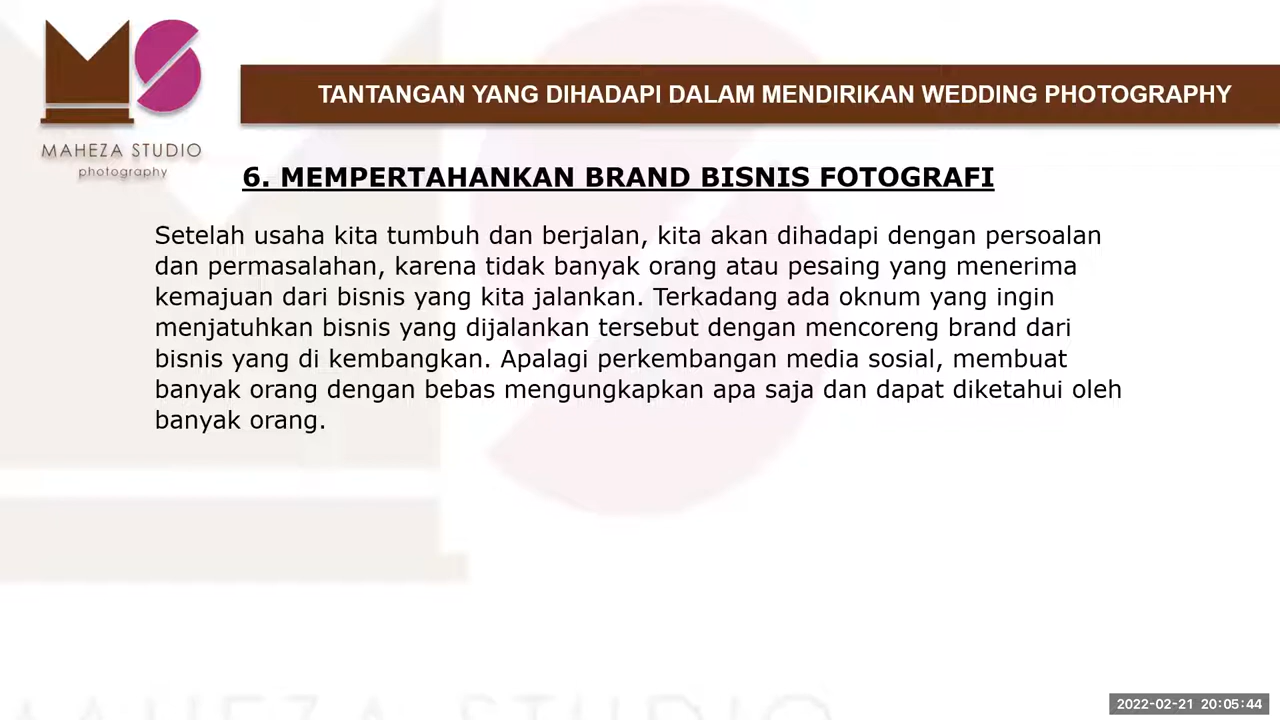 MAHEZA STUDIO
photography
TANTANGAN YANG DIHADAPI DALAM MENDIRIKAN WEDDING PHOTOGRAPHY
6. MEMPERTAHANKAN BRAND BISNIS FOTOGRAFI
Setelah usaha kita tumbuh dan berjalan, kita akan dihadapi dengan persoalan
dan permasalahan, karena tidak banyak orang atau pesaing yang menerima
kemajuan dari bisnis yang kita jalankan. Terkadang ada oknum yang ingin
menjatuhkan bisnis yang dijalankan tersebut dengan mencoreng brand dari
bisnis yang di kembangkan. Apalagi perkembangan media sosial, membuat
banyak orang dengan bebas mengungkapkan apa saja dan dapat diketahui oleh
banyak orang.
MAHEZA STUDIO
2022-02-21 20:05:44